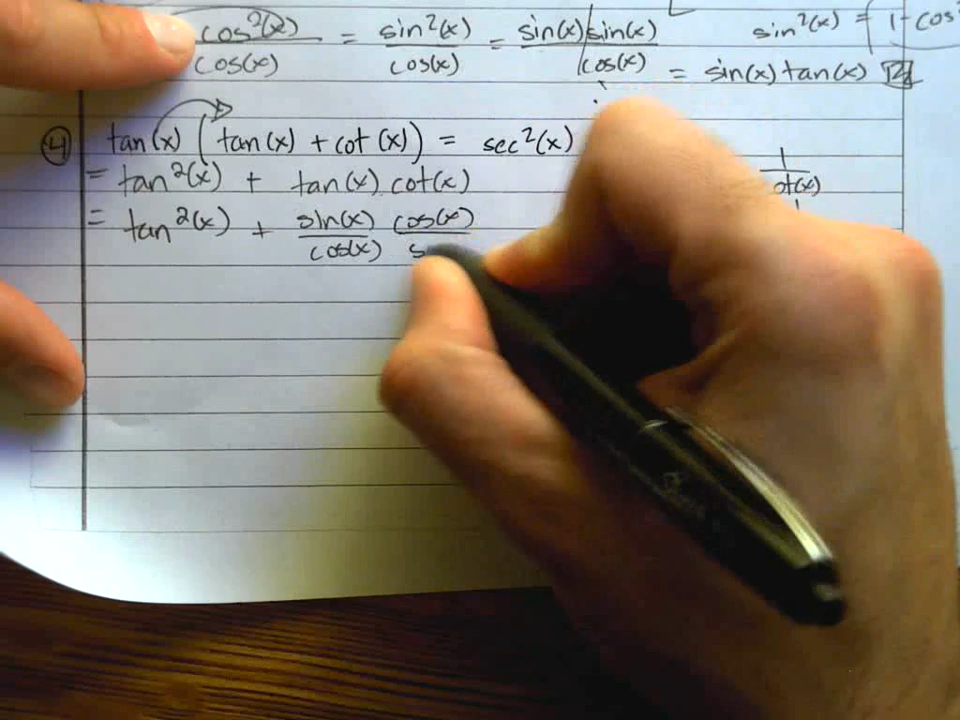 cos²(x)/cos(x) = sin²(x)/cos(x) = sin(x) sin(x)/cos(x) = sin(x) tan(x)
sin²(x) = 1 - cos²
④ tan(x) (tan(x) + cot(x)) = sec²(x)
= tan²(x) + tan(x) cot(x)
= tan²(x) + sin(x)/cos(x) cos(x)/s
1/cot(x)